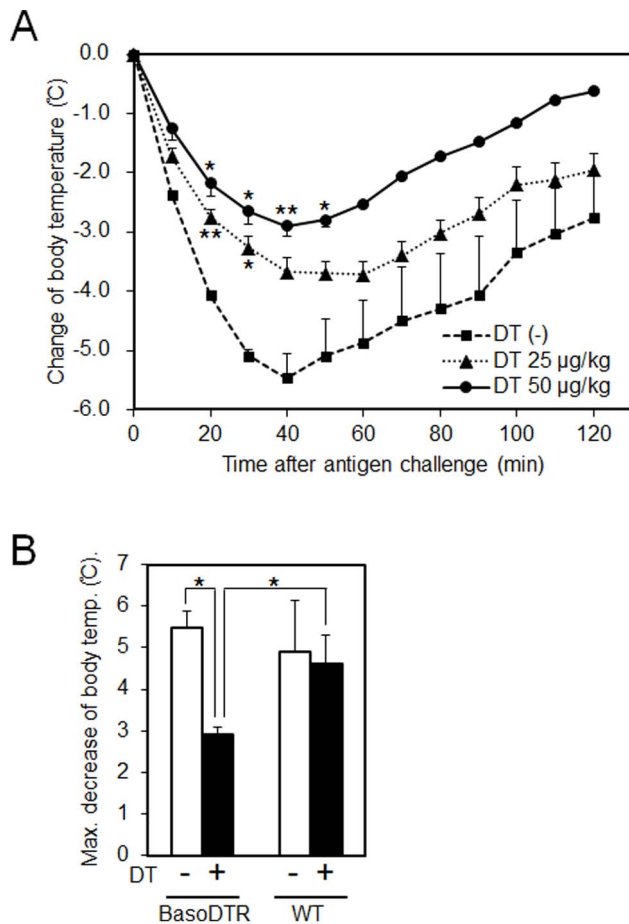 A
0.0
-1.0
-2.0
-3.0
-4.0
-5.0
-6.0
Change of body temperature (℃)
* * ** *
** *
DT (-)
DT 25 μg/kg
DT 50 μg/kg
0 20 40 60 80 100 120
Time after antigen challenge (min)
B
7
6
5
4
3
2
1
0
Max. decrease of body temp. (℃).
* *
DT - + - +
BasoDTR WT